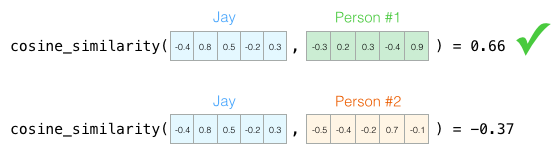 Jay Person #1
cosine_similarity( -0.4 0.8 0.5 -0.2 0.3 , -0.3 0.2 0.3 -0.4 0.9 ) = 0.66
Jay Person #2
cosine_similarity( -0.4 0.8 0.5 -0.2 0.3 , -0.5 -0.4 -0.2 0.7 -0.1 ) = -0.37